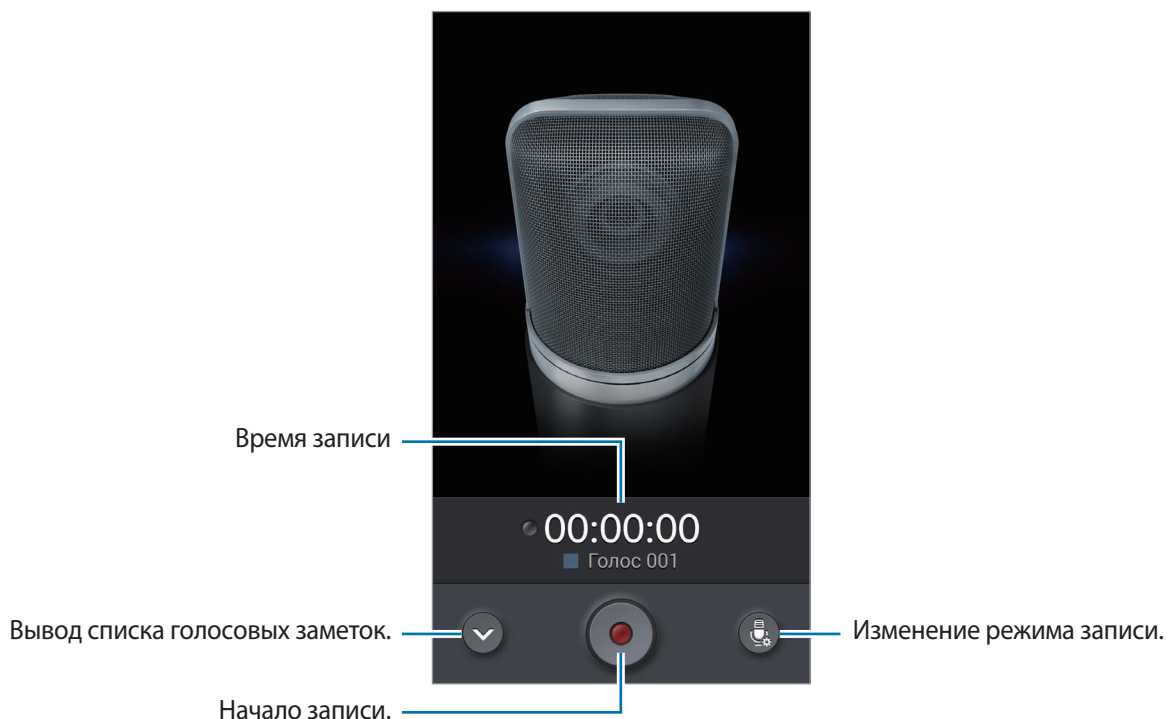 Время записи
00:00:00
Голос 001
Вывод списка голосовых заметок.
Изменение режима записи.
Начало записи.